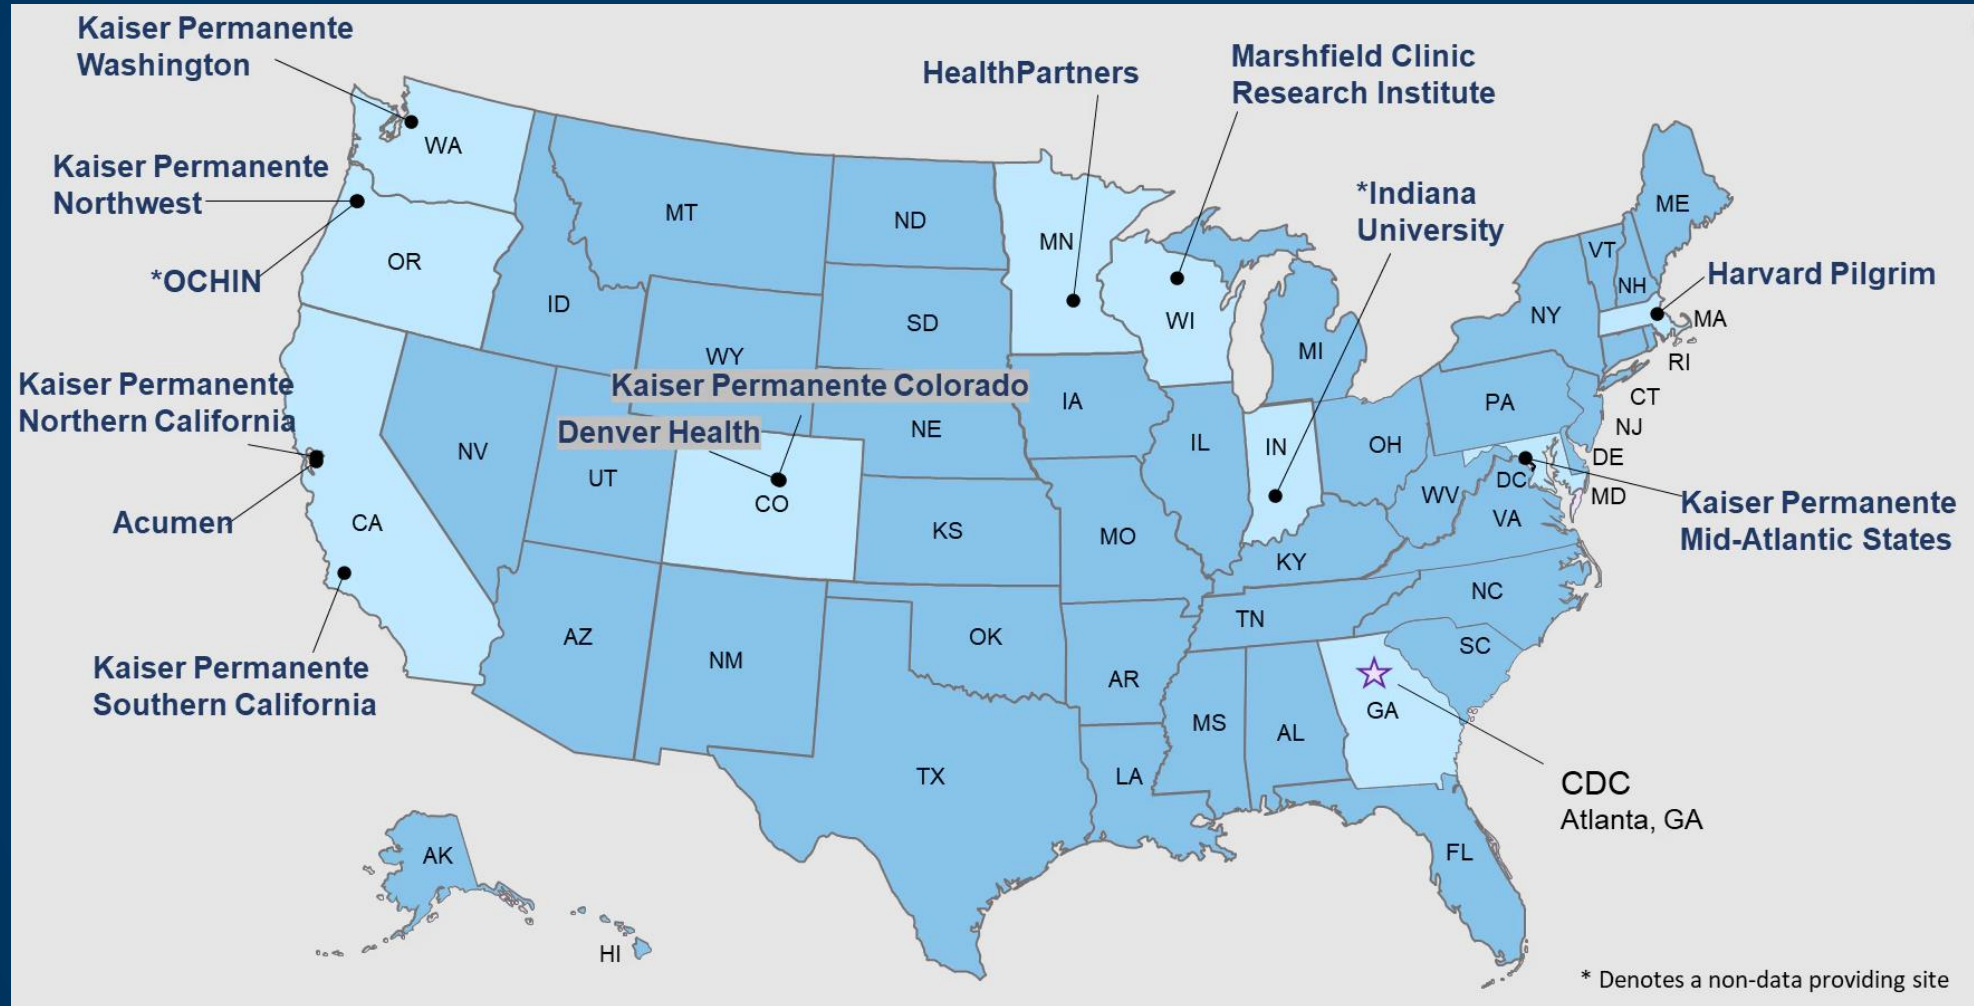 Kaiser Permanente
Washington
HealthPartners
Marshfield Clinic
Research Institute
WA
Kaiser Permanente
Northwest
*OCHIN
OR
*Indiana
University
Harvard Pilgrim
MT
ND
MN
ID
SD
WI
MI
WY
ME
VT
NH
NY
MA
RI
CT
NJ
PA
Kaiser Permanente
Northern California
Kaiser Permanente Colorado
Denver Health
Acumen
NV
UT
CO
NE
IA
IL
IN
OH
DE
MD
DC
WV
VA
Kaiser Permanente
Mid-Atlantic States
CA
KS
MO
KY
Kaiser Permanente
Southern California
AZ
NM
OK
AR
TN
NC
SC
MS
AL
GA
TX
LA
CDC
Atlanta, GA
FL
AK
HI
* Denotes a non-data providing site